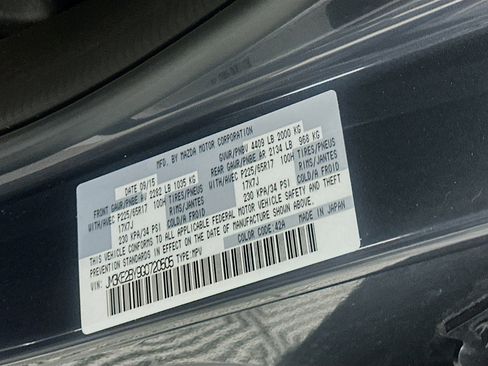 MFD. BY MAZDA MOTOR CORPORATION
DATE 09/15 GVWR/PNBV 4409 LB 2000 KG
FRONT GAWR/PNBE AV 2282 LB 1035 KG REAR GAWR/PNBE AR 2134 LB 968 KG
WITH/AVEC P225/65R17 100H TIRES/PNEUS WITH/AVEC P225/65R17 100H TIRES/PNEUS
17X7J RIMS/JANTES 17X7J RIMS/JANTES
230 KPA/34 PSI COLD/A FROID 230 KPA/34 PSI COLD/A FROID
THIS VEHICLE CONFORMS TO ALL APPLICABLE FEDERAL MOTOR VEHICLE SAFETY AND THEFT
PREVENTION STANDARDS IN EFFECT ON THE DATE OF MANUFACTURE SHOWN ABOVE.
V.I.N.: COLOR CODE:42A MADE IN JAPAN
JM3KE2BY9G0720505 TYPE:MPV